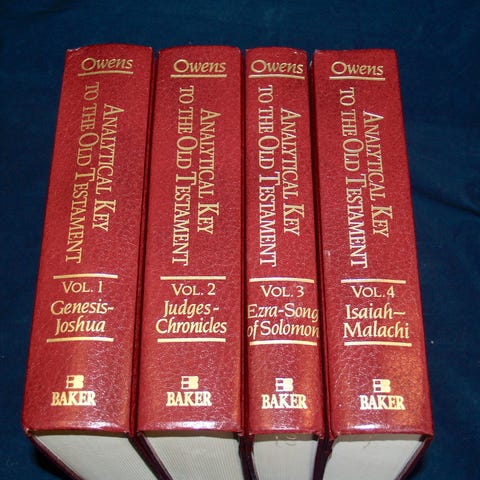 Owens
ANALYTICAL KEY
TO THE OLD TESTAMENT
VOL. 1
Genesis-
Joshua
B
BAKER
Owens
ANALYTICAL KEY
TO THE OLD TESTAMENT
VOL. 2
Judges-
Chronicles
B
BAKER
Owens
ANALYTICAL KEY
TO THE OLD TESTAMENT
VOL. 3
Ezra-Song
of Solomon
B
BAKER
Owens
ANALYTICAL KEY
TO THE OLD TESTAMENT
VOL. 4
Isaiah–
Malachi
B
BAKER